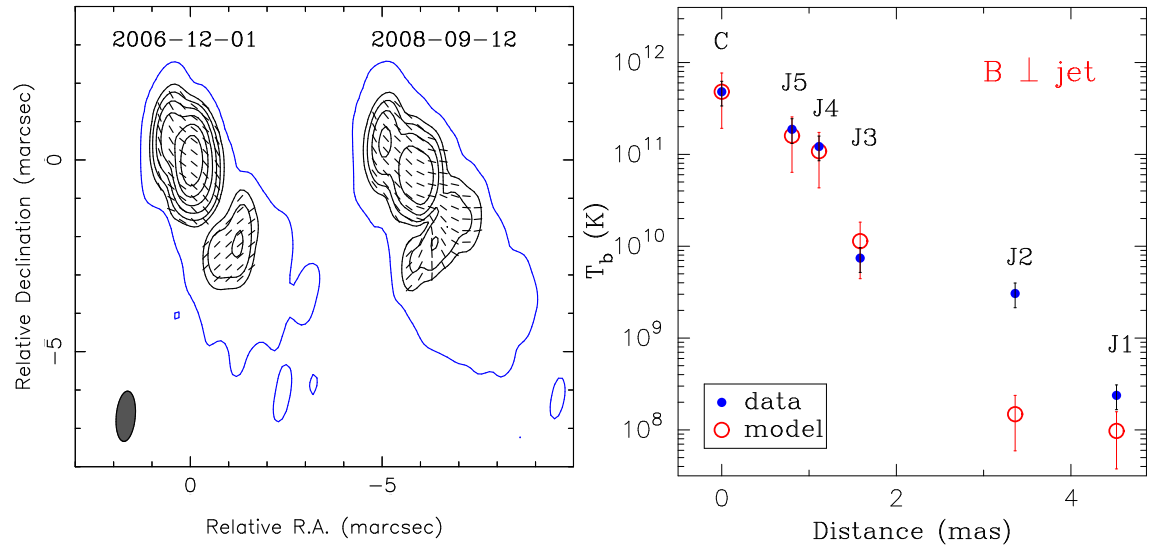 2006-12-01 2008-09-12
Relative Declination (marcsec)
0
-5
0 -5
Relative R.A. (marcsec)
B ⊥ jet
C
J5
J4
J3
J2
J1
T_b (K)
10^12
10^11
10^10
10^9
10^8
data
model
0 2 4
Distance (mas)